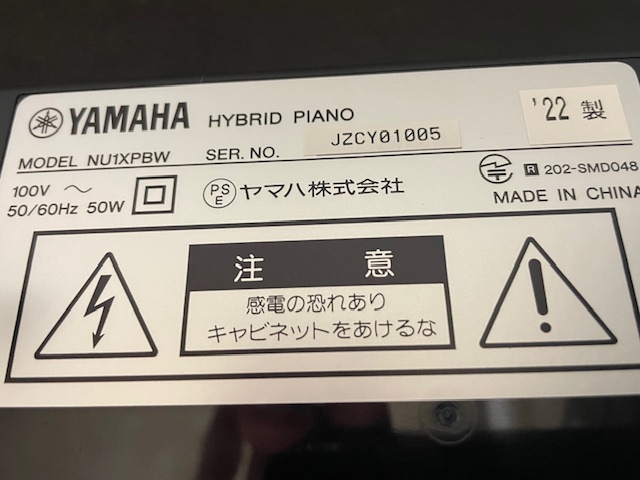 YAMAHA HYBRID PIANO
'22 製
MODEL NU1XPBW SER. NO. JZCY01005
100V ～
50/60Hz 50W
PSE ヤマハ株式会社
R 202-SMD048
MADE IN CHINA
注 意
感電の恐れあり
キャビネットをあけるな